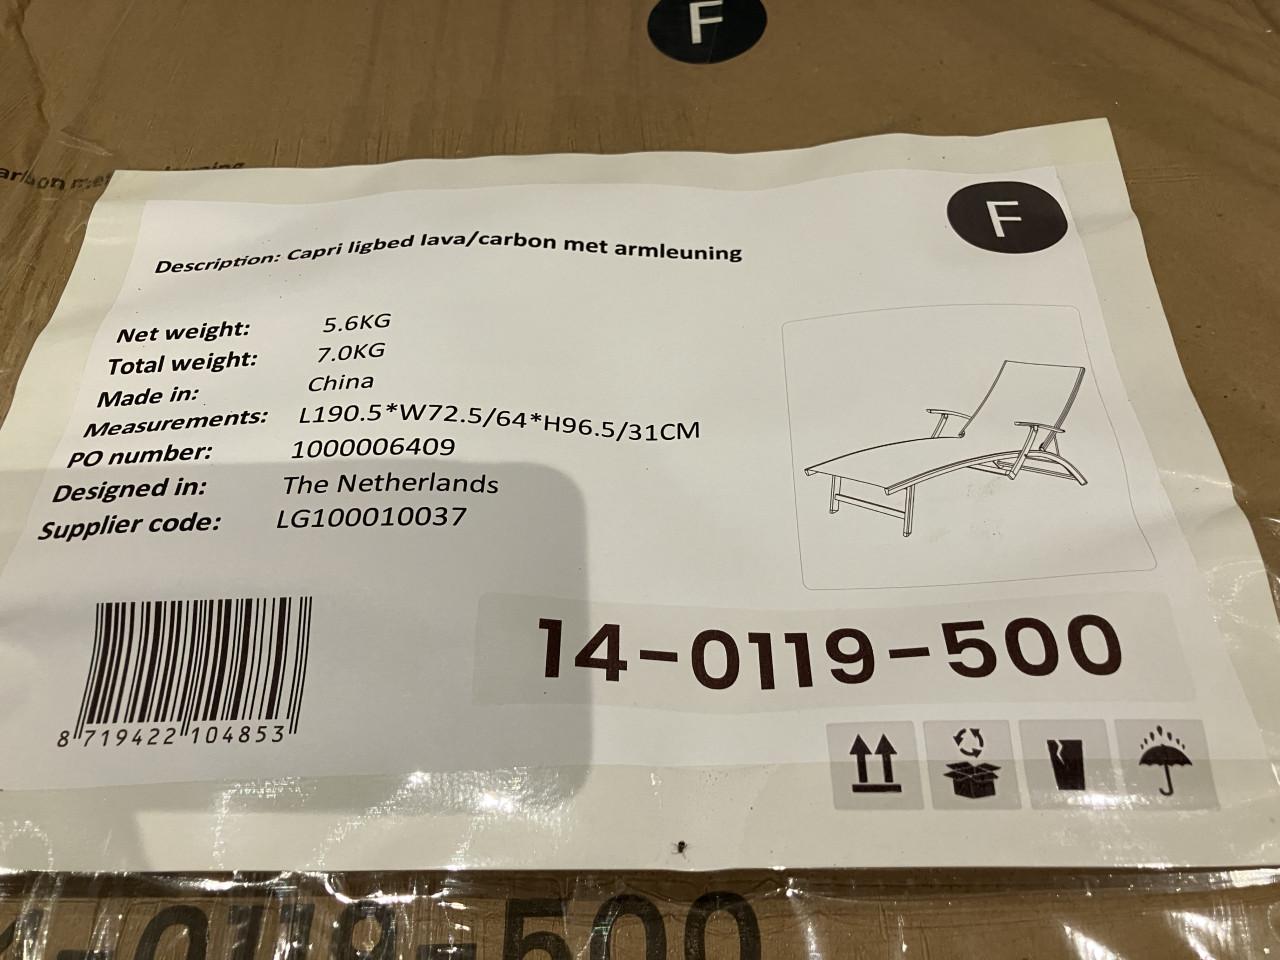 F
F
Description: Capri ligbed lava/carbon met armleuning
Net weight: 5.6KG
Total weight: 7.0KG
Made in: China
Measurements: L190.5*W72.5/64*H96.5/31CM
PO number: 1000006409
Designed in: The Netherlands
Supplier code: LG100010037
14-0119-500
8 719422 104853
-0119-500